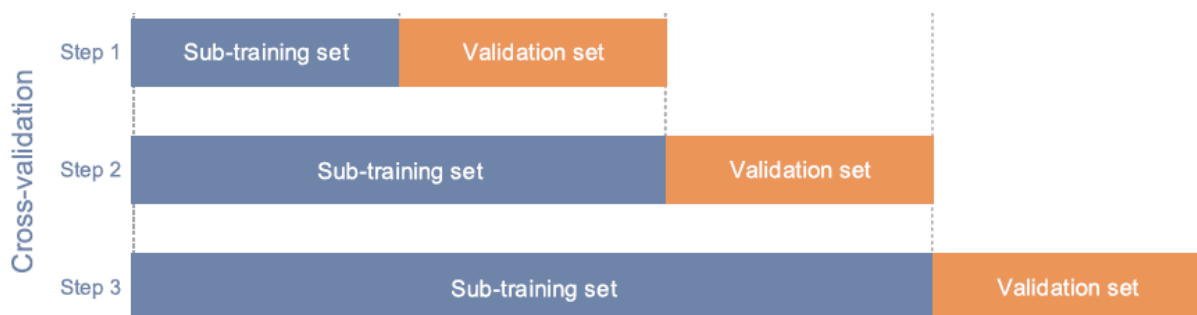 Cross-validation
Step 1
Sub-training set
Validation set
Step 2
Sub-training set
Validation set
Step 3
Sub-training set
Validation set